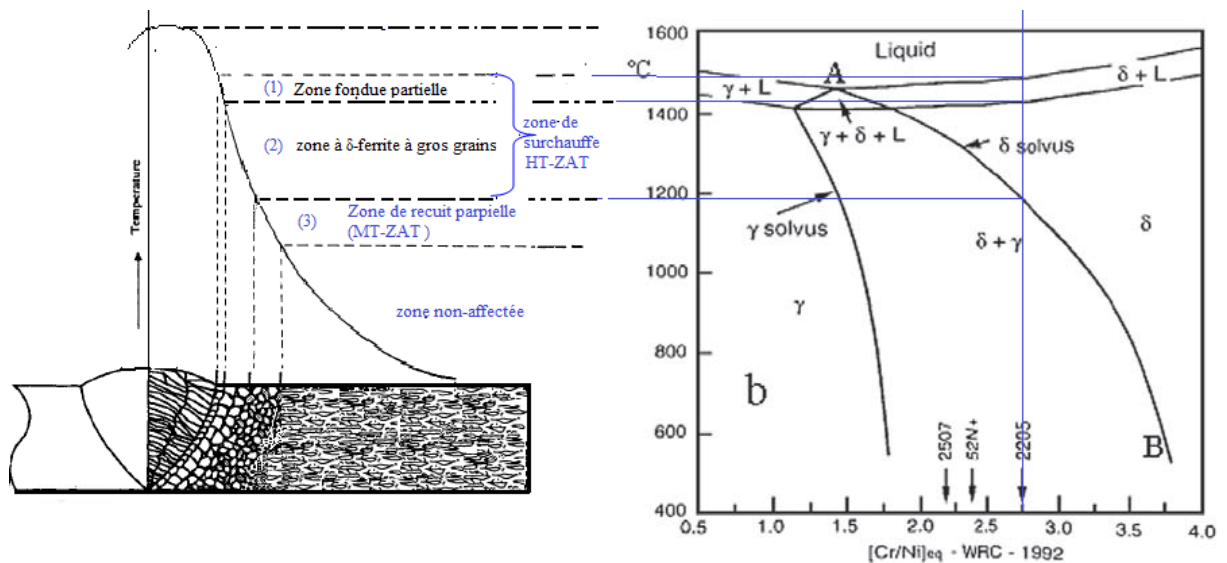 Temperature
(1) Zone fondue partielle
(2) zone à δ-ferrite à gros grains
zone de
surchauffe
HT-ZAT
(3) Zone de recuit parpielle
(MT-ZAT )
zone non-affectée
1600
°C
1400
1200
1000
800
600
400
Liquid
A
γ + L
δ + L
γ + δ + L
δ solvus
γ solvus
δ + γ
δ
γ
b
B
2507
52N+
2205
0.5
1.0
1.5
2.0
2.5
3.0
3.5
4.0
[Cr/Ni]eq - WRC - 1992